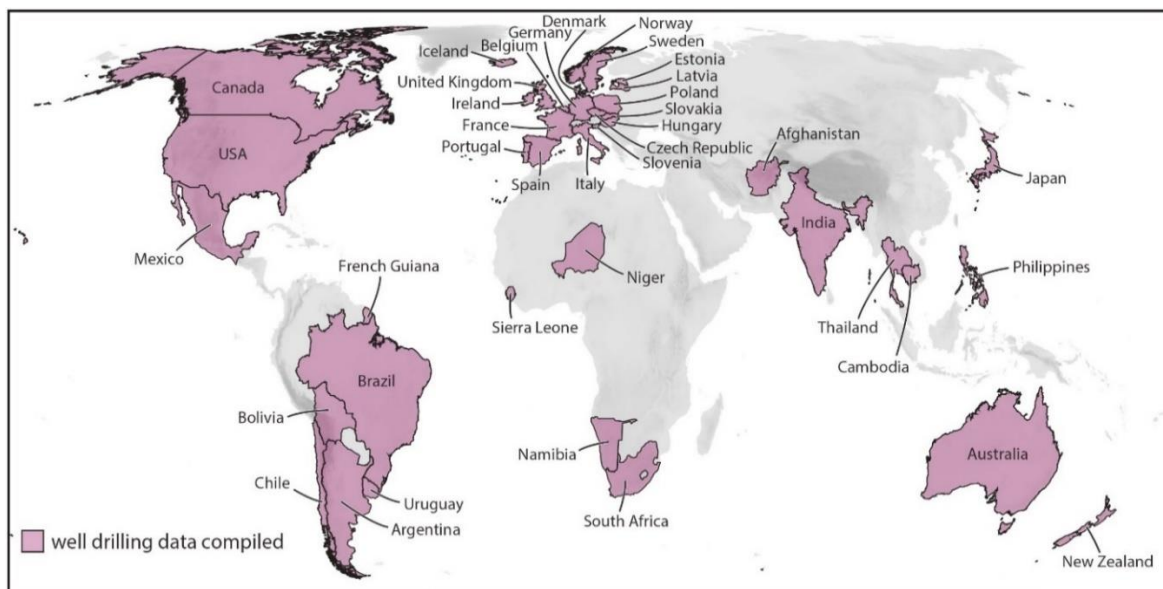 Denmark
Germany
Norway
Belgium
Sweden
Iceland
Estonia
United Kingdom
Latvia
Canada
Poland
Ireland
Slovakia
France
Hungary
Afghanistan
USA
Portugal
Czech Republic
Slovenia
Spain
Italy
Japan
India
Mexico
French Guiana
Niger
Philippines
Sierra Leone
Thailand
Cambodia
Brazil
Bolivia
Namibia
Australia
Chile
Uruguay
South Africa
Argentina
well drilling data compiled
New Zealand